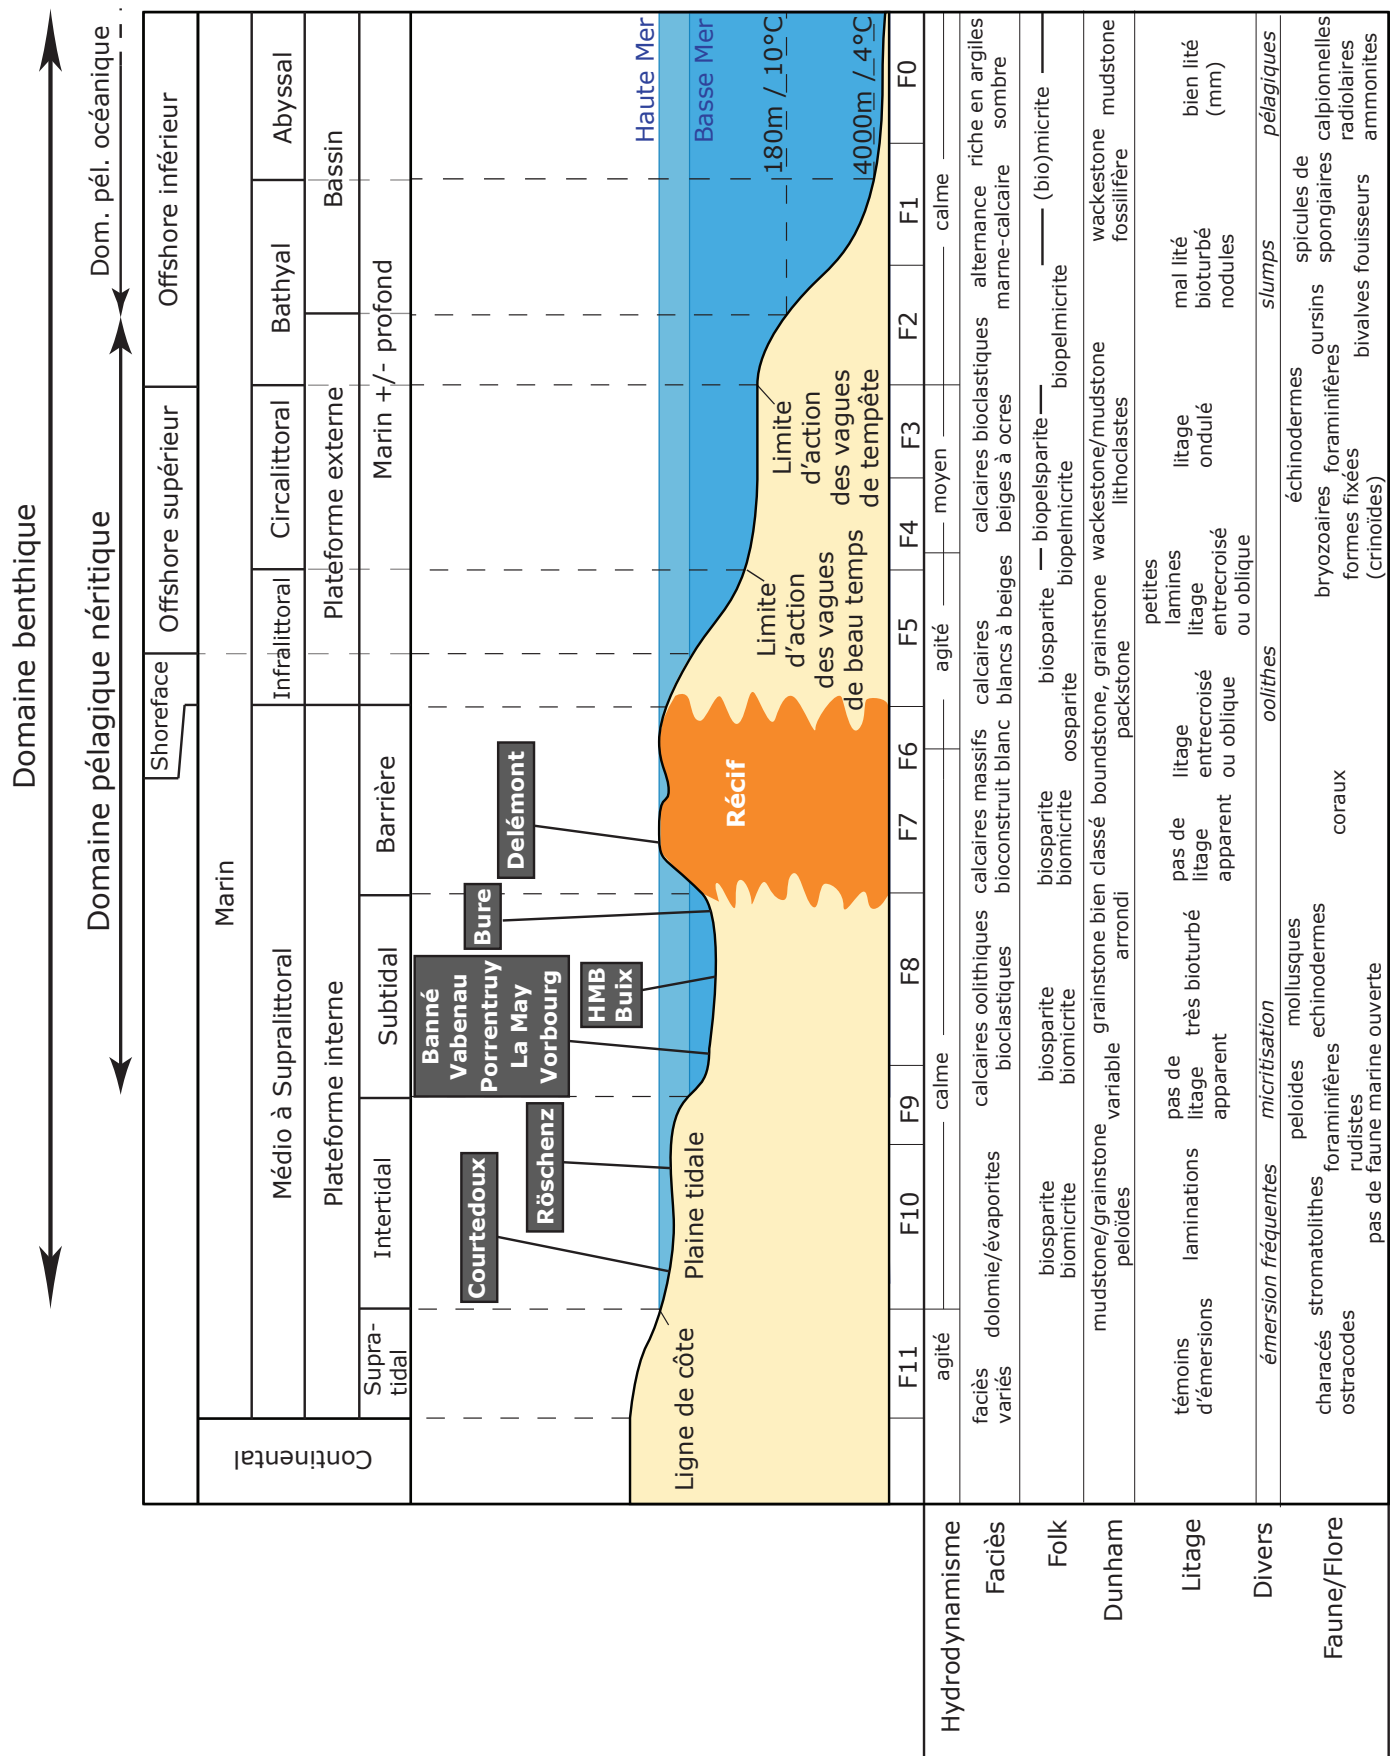 Domaine benthique
Domaine pélagique néritique
Dom. pél. océanique
Shoreface
Offshore supérieur
Offshore inférieur
Continental
Marin
Médio à Supralittoral
Infralittoral
Circalittoral
Bathyal
Abyssal
Plateforme interne
Plateforme externe
Bassin
Supra-
tidal
Intertidal
Subtidal
Barrière
Marin +/- profond
Courtedoux
Röschenz
Banné
Vabenau
Porrentruy
La May
Vorbourg
HMB
Buix
Bure
Delémont
Haute Mer
Basse Mer
180m / 10°C
4000m / 4°C
Ligne de côte
Plaine tidale
Récif
Limite
d'action
des vagues
de beau temps
Limite
d'action
des vagues
de tempête
F11
F10
F9
F8
F7
F6
F5
F4
F3
F2
F1
F0
Hydrodynamisme
agité
calme
agité
moyen
calme
Faciès
faciès
variés
dolomie/évaporites
calcaires oolithiques
bioclastiques
calcaires massifs
bioconstruit blanc
calcaires
blancs à beiges
calcaires bioclastiques
beiges à ocres
alternance
marne-calcaire
riche en argiles
sombre
Folk
biosparite
biomicrite
biosparite
biomicrite
biosparite
biomicrite
oosparite
biosparite
biopelmicrite
biopelsparite
biopelmicrite
biopelmicrite
(bio)micrite
Dunham
mudstone/grainstone
peloïdes
variable
grainstone bien classé
arrondi
boundstone, grainstone
packstone
wackestone/mudstone
lithoclastes
wackestone
fossilifère
mudstone
Litage
témoins
d'émersions
laminations
pas de
litage
apparent
très bioturbé
pas de
litage
apparent
litage
entrecroisé
ou oblique
petites
lamines
litage
entrecroisé
ou oblique
litage
ondulé
mal lité
bioturbé
nodules
bien lité
(mm)
Divers
émersion fréquentes
micritisation
oolithes
slumps
pélagiques
Faune/Flore
characés
ostracodes
stromatolithes
peloides
foraminifères
rudistes
pas de faune marine ouverte
mollusques
echinodermes
coraux
bryozoaires
formes fixées
(crinoïdes)
échinodermes
foraminifères
oursins
bivalves fouisseurs
spicules de
spongiaires
calpionnelles
radiolaires
ammonites